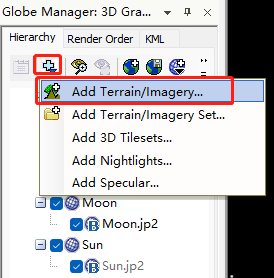 Globe Manager: 3D Gra...
Hierarchy Render Order KML
Add Terrain/Imagery...
Add Terrain/Imagery Set...
Add 3D Tilesets...
Add Nightlights...
Add Specular...
Moon
Moon.jp2
Sun
Sun.jp2